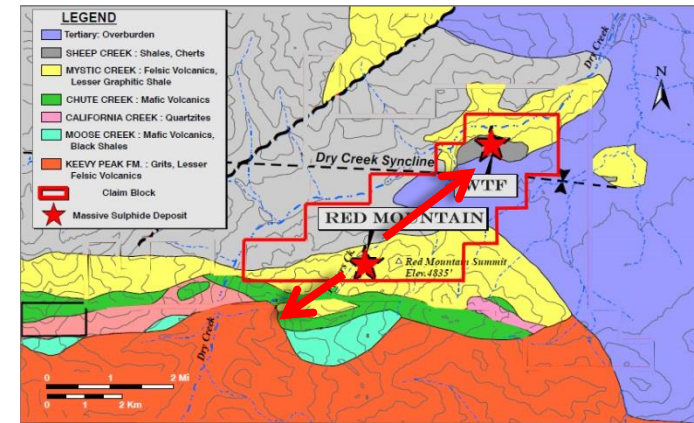 LEGEND
Tertiary: Overburden
SHEEP CREEK : Shales, Cherts
MYSTIC CREEK : Felsic Volcanics,
Lesser Graphitic Shale
CHUTE CREEK : Mafic Volcanics
CALIFORNIA CREEK : Quartzites
MOOSE CREEK : Mafic Volcanics,
Black Shales
KEEVY PEAK FM. : Grits, Lesser
Felsic Volcanics
Claim Block
Massive Sulphide Deposit
Dry Creek
N
Dry Creek Syncline
WTF
RED MOUNTAIN
Red Mountain Summit
Elev.4835'
Dry Creek
0 1 2 Mi
0 1 2 Km